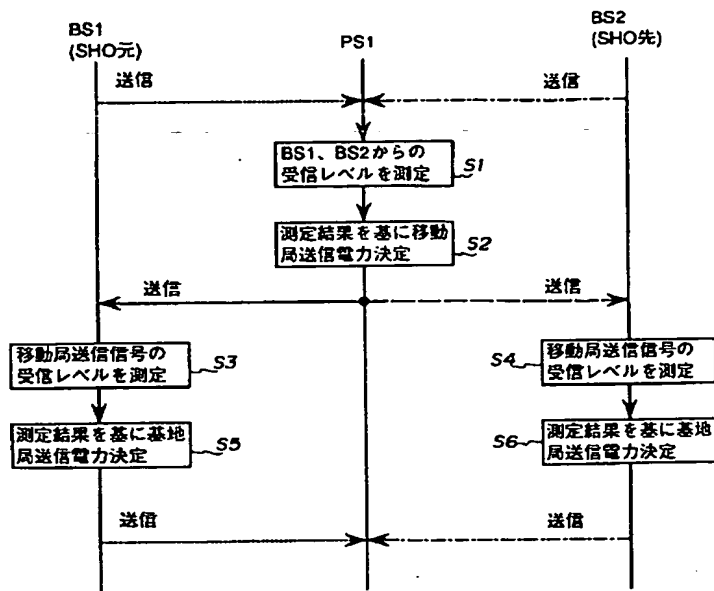 BS1
(SHO元)
PS1
BS2
(SHO先)
送信
送信
BS1、BS2からの
受信レベルを測定
S1
測定結果を基に移動
局送信電力決定
S2
送信
送信
移動局送信信号の
受信レベルを測定
S3
移動局送信信号の
受信レベルを測定
S4
測定結果を基に基地
局送信電力決定
S5
測定結果を基に基地
局送信電力決定
S6
送信
送信